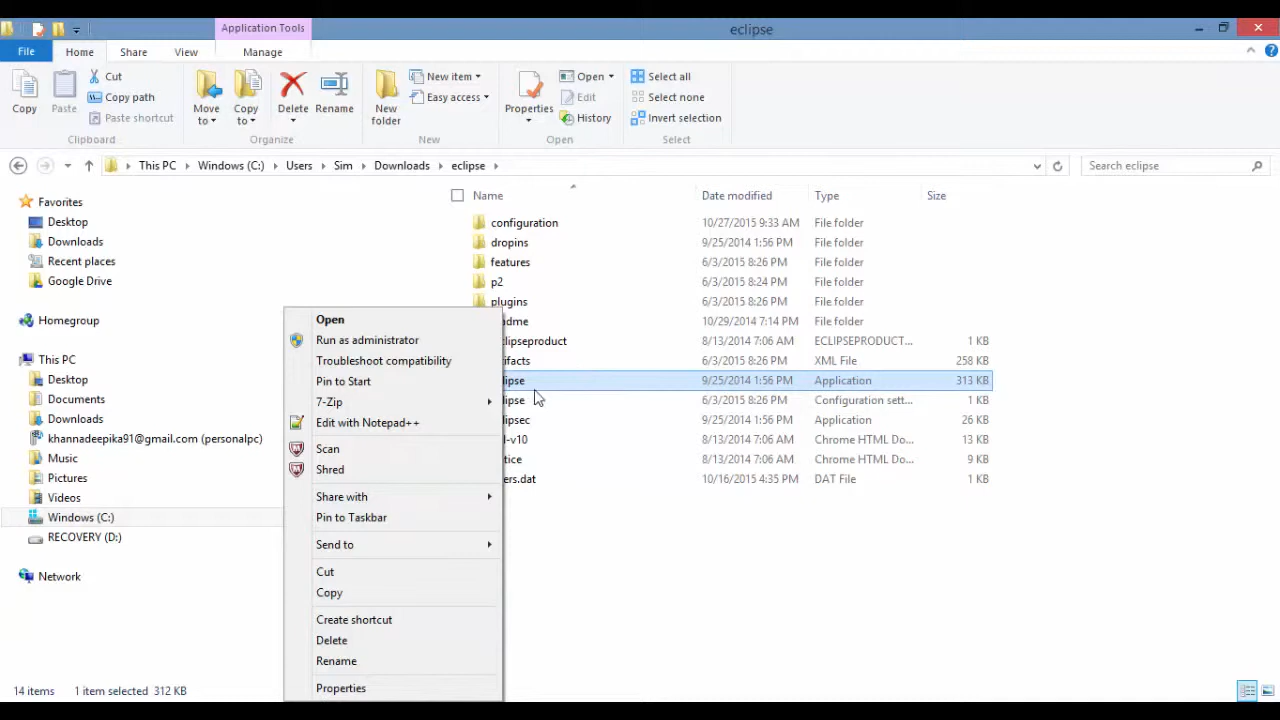 Application Tools
eclipse
File Home Share View Manage
Copy Paste Cut Copy path Paste shortcut Move to Copy to Delete Rename New folder New item Easy access Properties Open Edit History Select all Select none Invert selection
Clipboard Organize New Open Select
This PC Windows (C:) Users Sim Downloads eclipse Search eclipse
Name Date modified Type Size
Favorites
Desktop
Downloads
Recent places
Google Drive
Homegroup
This PC
Desktop
Documents
Downloads
khannadeepika91@gmail.com (personalpc)
Music
Pictures
Videos
Windows (C:)
RECOVERY (D:)
Network
configuration 10/27/2015 9:33 AM File folder
dropins 9/25/2014 1:56 PM File folder
features 6/3/2015 8:26 PM File folder
p2 6/3/2015 8:24 PM File folder
plugins 6/3/2015 8:26 PM File folder
dme 10/29/2014 7:14 PM File folder
clipseproduct 8/13/2014 7:06 AM ECLIPSEPRODUCT... 1 KB
ifacts 6/3/2015 8:26 PM XML File 258 KB
lipse 9/25/2014 1:56 PM Application 313 KB
lipse 6/3/2015 8:26 PM Configuration sett... 1 KB
ipsec 9/25/2014 1:56 PM Application 26 KB
l-v10 8/13/2014 7:06 AM Chrome HTML Do... 13 KB
tice 8/13/2014 7:06 AM Chrome HTML Do... 9 KB
ers.dat 10/16/2015 4:35 PM DAT File 1 KB
Open
Run as administrator
Troubleshoot compatibility
Pin to Start
7-Zip
Edit with Notepad++
Scan
Shred
Share with
Pin to Taskbar
Send to
Cut
Copy
Create shortcut
Delete
Rename
Properties
14 items 1 item selected 312 KB